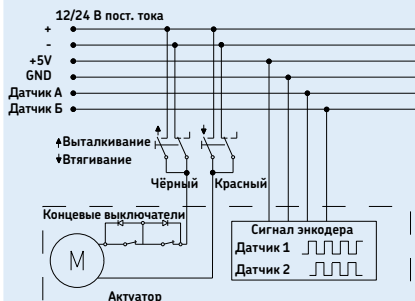 12/24 В пост. тока
+
-
+5V
GND
Датчик А
Датчик Б
Выталкивание
Втягивание
Чёрный Красный
Концевые выключатели
Сигнал энкодера
Датчик 1
М
Датчик 2
Актуатор